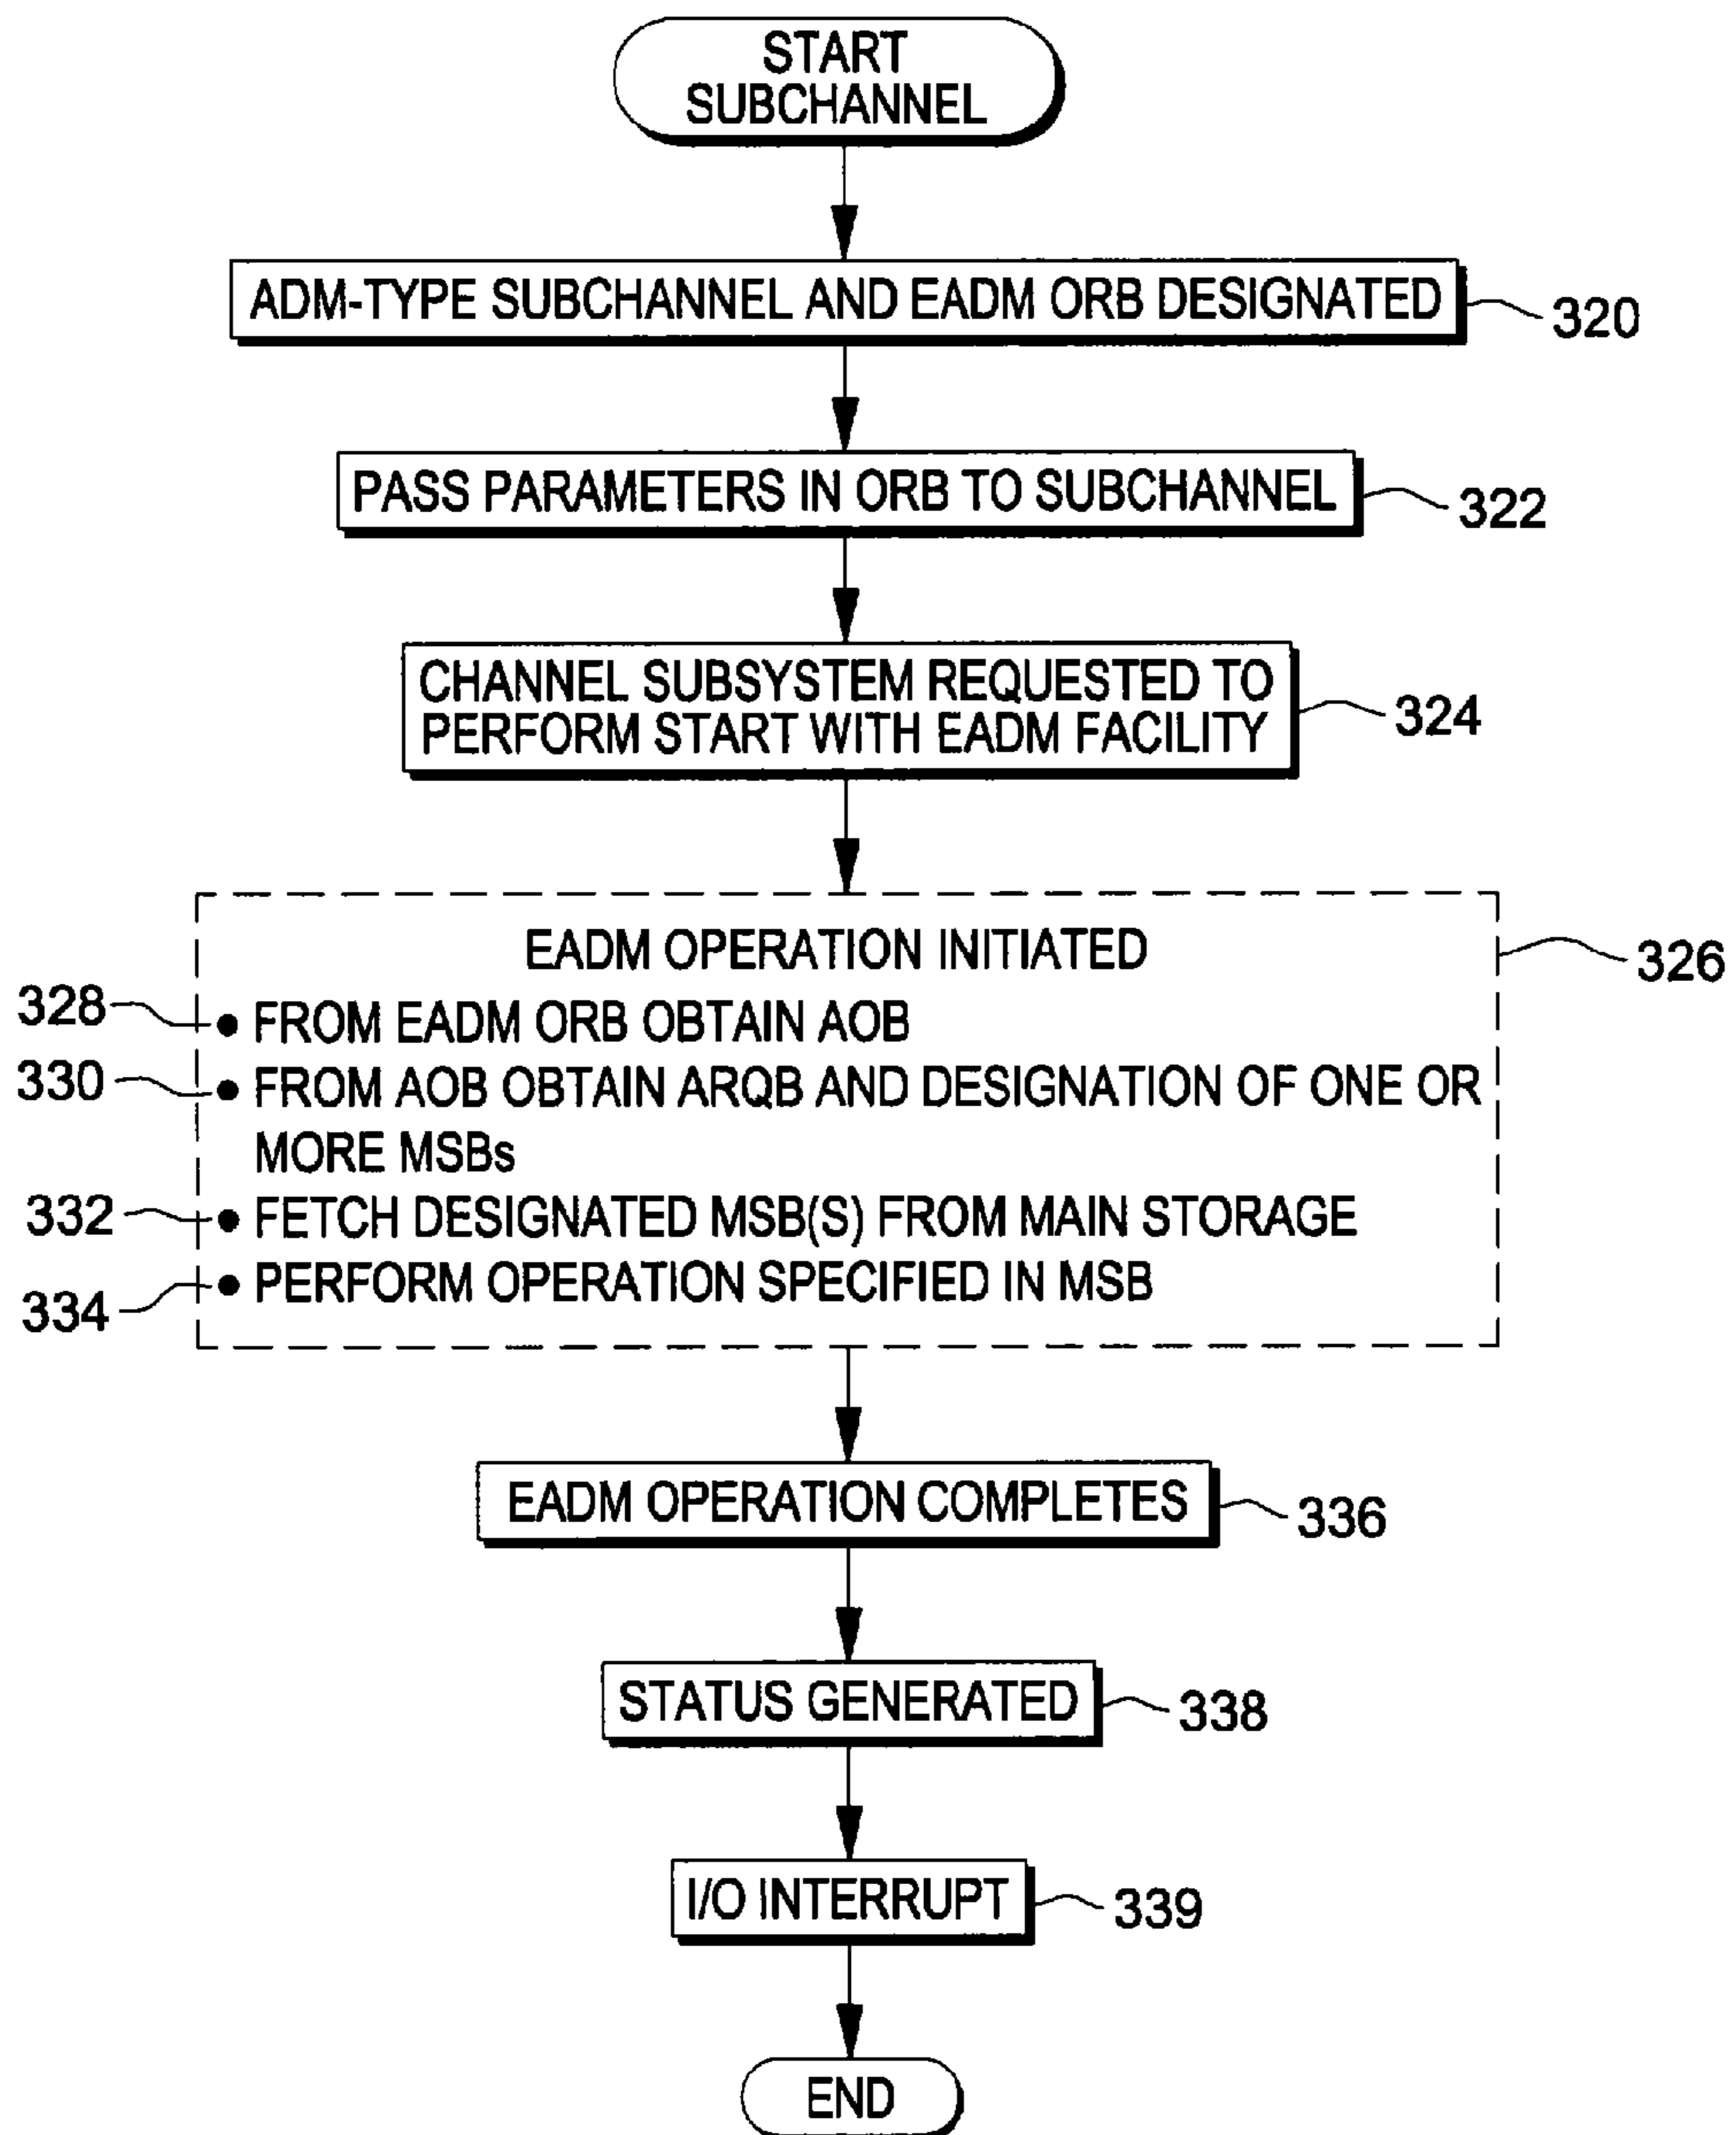 START
SUBCHANNEL
ADM-TYPE SUBCHANNEL AND EADM ORB DESIGNATED
320
PASS PARAMETERS IN ORB TO SUBCHANNEL
322
CHANNEL SUBSYSTEM REQUESTED TO
PERFORM START WITH EADM FACILITY
324
EADM OPERATION INITIATED
326
328
● FROM EADM ORB OBTAIN AOB
330
● FROM AOB OBTAIN ARQB AND DESIGNATION OF ONE OR
MORE MSBs
332
● FETCH DESIGNATED MSB(S) FROM MAIN STORAGE
334
● PERFORM OPERATION SPECIFIED IN MSB
EADM OPERATION COMPLETES
336
STATUS GENERATED
338
I/O INTERRUPT
339
END